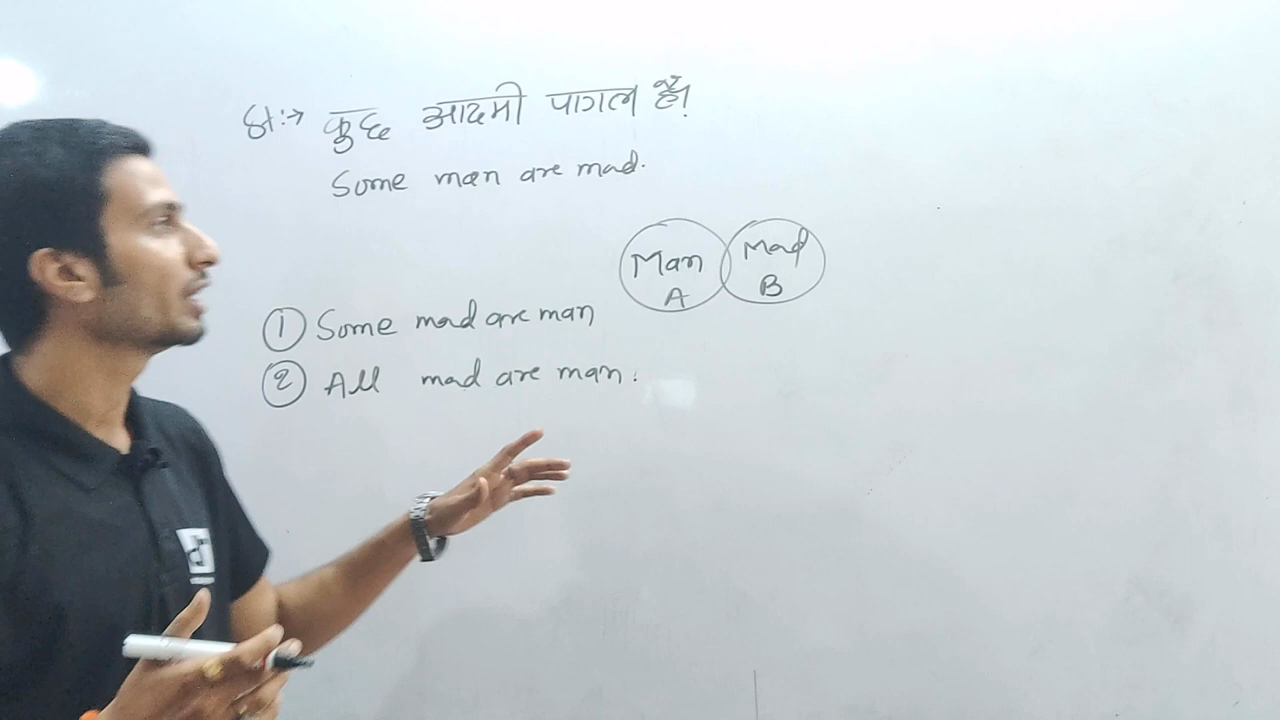 कुछ आदमी पागल हैं।
Some man are mad.
Man
A
Mad
B
① Some mad are man
② All mad are man.